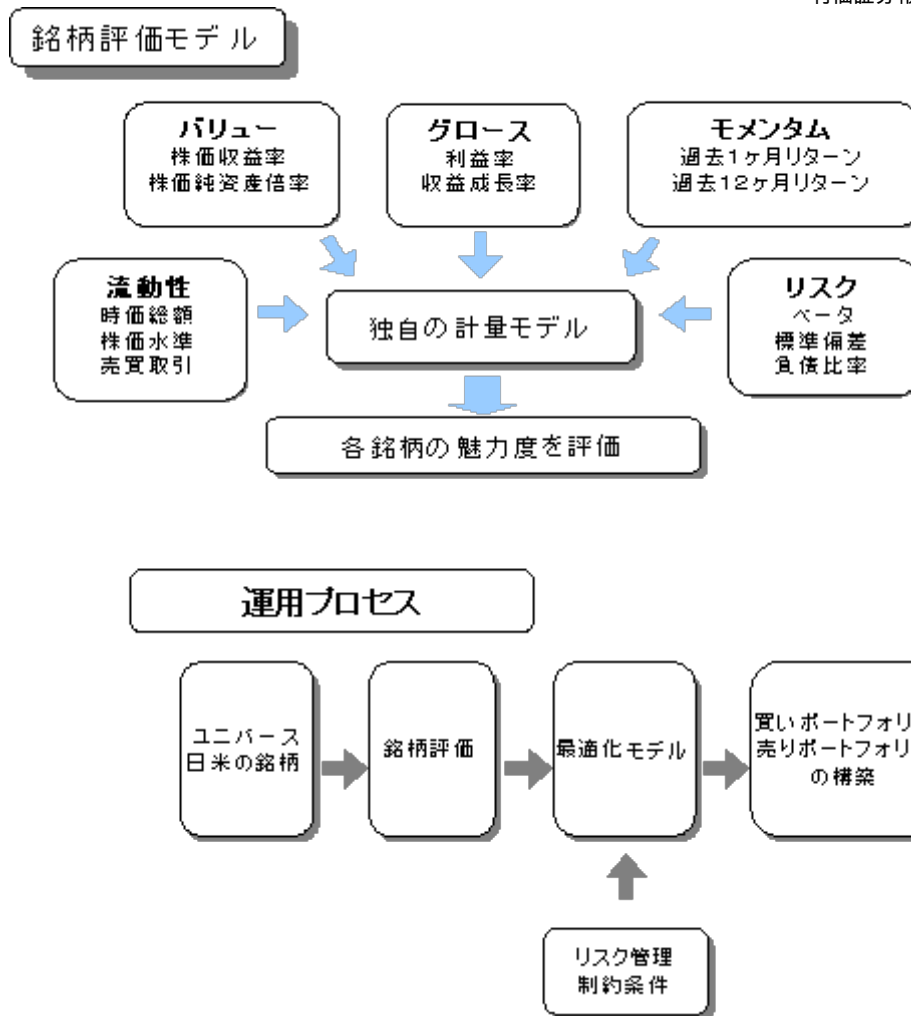 銘柄評価モデル
バリュー
株価収益率
株価純資産倍率
グロース
利益率
収益成長率
モメンタム
過去1ヶ月リターン
過去12ヶ月リターン
流動性
時価総額
株価水準
売買取引
独自の計量モデル
リスク
ベータ
標準偏差
負債比率
各銘柄の魅力度を評価
運用プロセス
ユニバース
日米の銘柄
銘柄評価
最適化モデル
買いポートフォリ
売りポートフォリ
の構築
リスク管理
制約条件